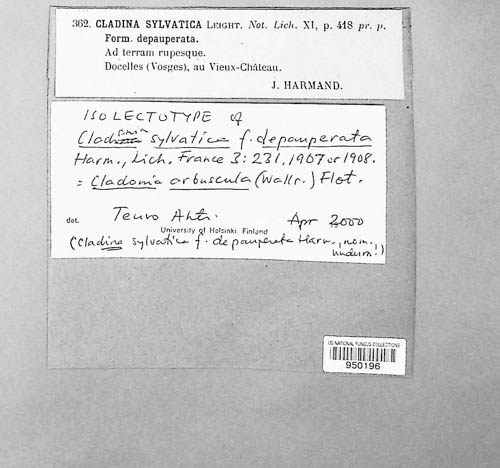 362. CLADINA SYLVATICA LEIGHT. Not. Lich. XI, p. 418 pr. p.
Form. depauperata.
Ad terram rupesque.
Docelles (Vosges), au Vieux-Château.
J. HARMAND.
ISOLECTOTYPE of
Cladonia sylvatica f. depauperata
Harm., Lich. France 3: 231, 1907 or 1908.
= Cladonia arbuscula (Wallr.) Flot.
det. Teuvo Ahti Apr 2000
University of Helsinki, Finland
(Cladina sylvatica f. depauperata Harm., nom.
nudum!)
US NATIONAL FUNGUS COLLECTIONS
950196